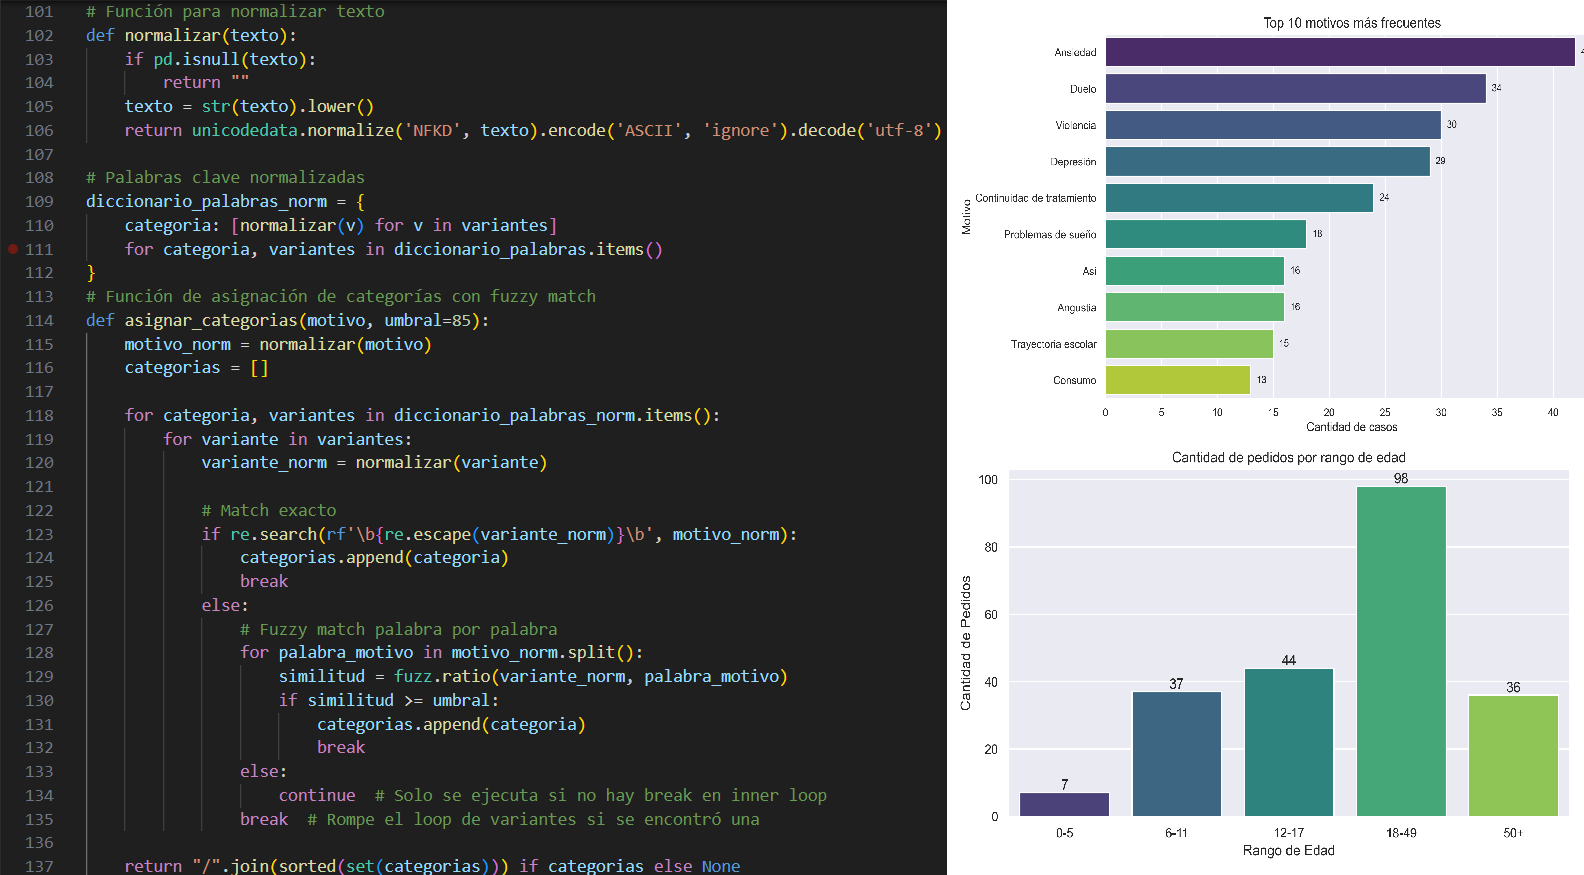 101 # Función para normalizar texto
102 def normalizar(texto):
103 if pd.isnull(texto):
104 return ""
105 texto = str(texto).lower()
106 return unicodedata.normalize('NFKD', texto).encode('ASCII', 'ignore').decode('utf-8')
107
108 # Palabras clave normalizadas
109 diccionario_palabras_norm = {
110 categoria: [normalizar(v) for v in variantes]
111 for categoria, variantes in diccionario_palabras.items()
112 }
113 # Función de asignación de categorías con fuzzy match
114 def asignar_categorias(motivo, umbral=85):
115 motivo_norm = normalizar(motivo)
116 categorias = []
117
118 for categoria, variantes in diccionario_palabras_norm.items():
119 for variante in variantes:
120 variante_norm = normalizar(variante)
121
122 # Match exacto
123 if re.search(rf'\b{re.escape(variante_norm)}\b', motivo_norm):
124 categorias.append(categoria)
125 break
126 else:
127 # Fuzzy match palabra por palabra
128 for palabra_motivo in motivo_norm.split():
129 similitud = fuzz.ratio(variante_norm, palabra_motivo)
130 if similitud >= umbral:
131 categorias.append(categoria)
132 break
133 else:
134 continue # Solo se ejecuta si no hay break en inner loop
135 break # Rompe el loop de variantes si se encontró una
136
137 return "/".join(sorted(set(categorias))) if categorias else None
Top 10 motivos más frecuentes
Motivo
Ansiedad
Duelo 34
Violencia 30
Depresión 29
Continuidad de tratamiento 24
Problemas de sueño 18
Asi 16
Angustia 16
Trayectoria escolar 15
Consumo 13
0 5 10 15 20 25 30 35 40
Cantidad de casos
Cantidad de pedidos por rango de edad
Cantidad de Pedidos
100
80
60
40
20
0
7 37 44 98 36
0-5 6-11 12-17 18-49 50+
Rango de Edad